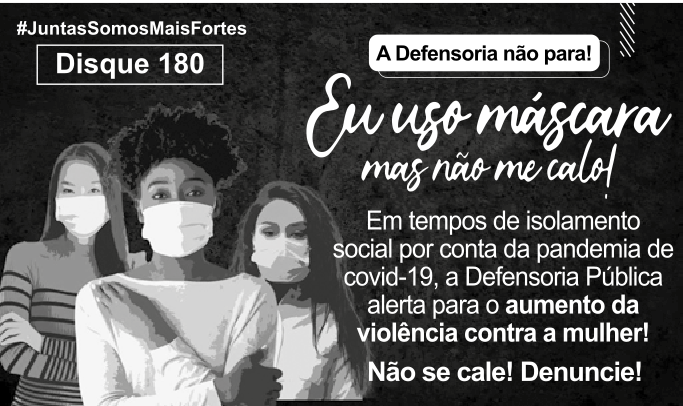 #JuntasSomosMaisFortes
Disque 180
A Defensoria não para!
Eu uso máscara
mas não me calo!
Em tempos de isolamento
social por conta da pandemia de
covid-19, a Defensoria Pública
alerta para o aumento da
violência contra a mulher!
Não se cale! Denuncie!